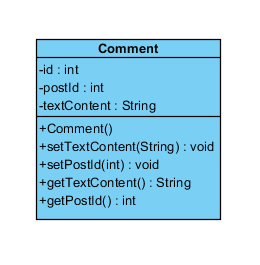 Comment
-id : int
-postId : int
-textContent : String
+Comment()
+setTextContent(String) : void
+setPostId(int) : void
+getTextContent() : String
+getPostId() : int